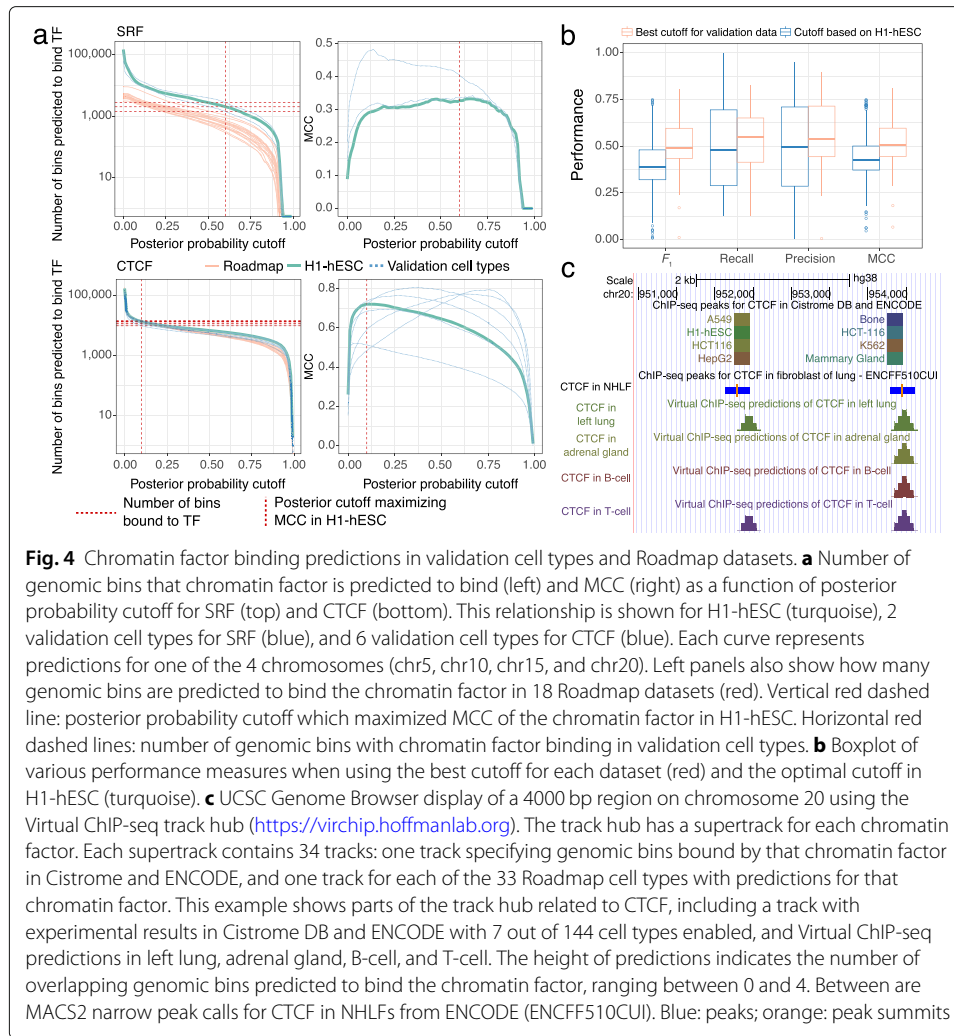 a
SRF
Number of bins predicted to bind TF
100,000
1,000
10
0.00 0.25 0.50 0.75 1.00
Posterior probability cutoff
MCC
0.5
0.4
0.3
0.2
0.1
0.0
0.00 0.25 0.50 0.75 1.00
Posterior probability cutoff
CTCF
Roadmap H1-hESC Validation cell types
Number of bins predicted to bind TF
100,000
1,000
10
0.00 0.25 0.50 0.75 1.00
Posterior probability cutoff
MCC
0.8
0.6
0.4
0.2
0.0
0.00 0.25 0.50 0.75 1.00
Posterior probability cutoff
Number of bins
bound to TF
Posterior cutoff maximizing
MCC in H1-hESC
b
Best cutoff for validation data Cutoff based on H1-hESC
Performance
1.00
0.75
0.50
0.25
0.00
F1 Recall Precision MCC
c
Scale 2 kb hg38
chr20: 951,000 952,000 953,000 954,000
ChIP-seq peaks for CTCF in Cistrome DB and ENCODE
A549 Bone
H1-hESC HCT-116
HCT116 K562
HepG2 Mammary Gland
ChIP-seq peaks for CTCF in fibroblast of lung - ENCFF510CUI
CTCF in NHLF
Virtual ChIP-seq predictions of CTCF in left lung
CTCF in
left lung
Virtual ChIP-seq predictions of CTCF in adrenal gland
CTCF in
adrenal gland
Virtual ChIP-seq predictions of CTCF in B-cell
CTCF in B-cell
Virtual ChIP-seq predictions of CTCF in T-cell
CTCF in T-cell
Fig. 4 Chromatin factor binding predictions in validation cell types and Roadmap datasets. a Number of
genomic bins that chromatin factor is predicted to bind (left) and MCC (right) as a function of posterior
probability cutoff for SRF (top) and CTCF (bottom). This relationship is shown for H1-hESC (turquoise), 2
validation cell types for SRF (blue), and 6 validation cell types for CTCF (blue). Each curve represents
predictions for one of the 4 chromosomes (chr5, chr10, chr15, and chr20). Left panels also show how many
genomic bins are predicted to bind the chromatin factor in 18 Roadmap datasets (red). Vertical red dashed
line: posterior probability cutoff which maximized MCC of the chromatin factor in H1-hESC. Horizontal red
dashed lines: number of genomic bins with chromatin factor binding in validation cell types. b Boxplot of
various performance measures when using the best cutoff for each dataset (red) and the optimal cutoff in
H1-hESC (turquoise). c UCSC Genome Browser display of a 4000 bp region on chromosome 20 using the
Virtual ChIP-seq track hub (https://virchip.hoffmanlab.org). The track hub has a supertrack for each chromatin
factor. Each supertrack contains 34 tracks: one track specifying genomic bins bound by that chromatin factor
in Cistrome and ENCODE, and one track for each of the 33 Roadmap cell types with predictions for that
chromatin factor. This example shows parts of the track hub related to CTCF, including a track with
experimental results in Cistrome DB and ENCODE with 7 out of 144 cell types enabled, and Virtual ChIP-seq
predictions in left lung, adrenal gland, B-cell, and T-cell. The height of predictions indicates the number of
overlapping genomic bins predicted to bind the chromatin factor, ranging between 0 and 4. Between are
MACS2 narrow peak calls for CTCF in NHLFs from ENCODE (ENCFF510CUI). Blue: peaks; orange: peak summits